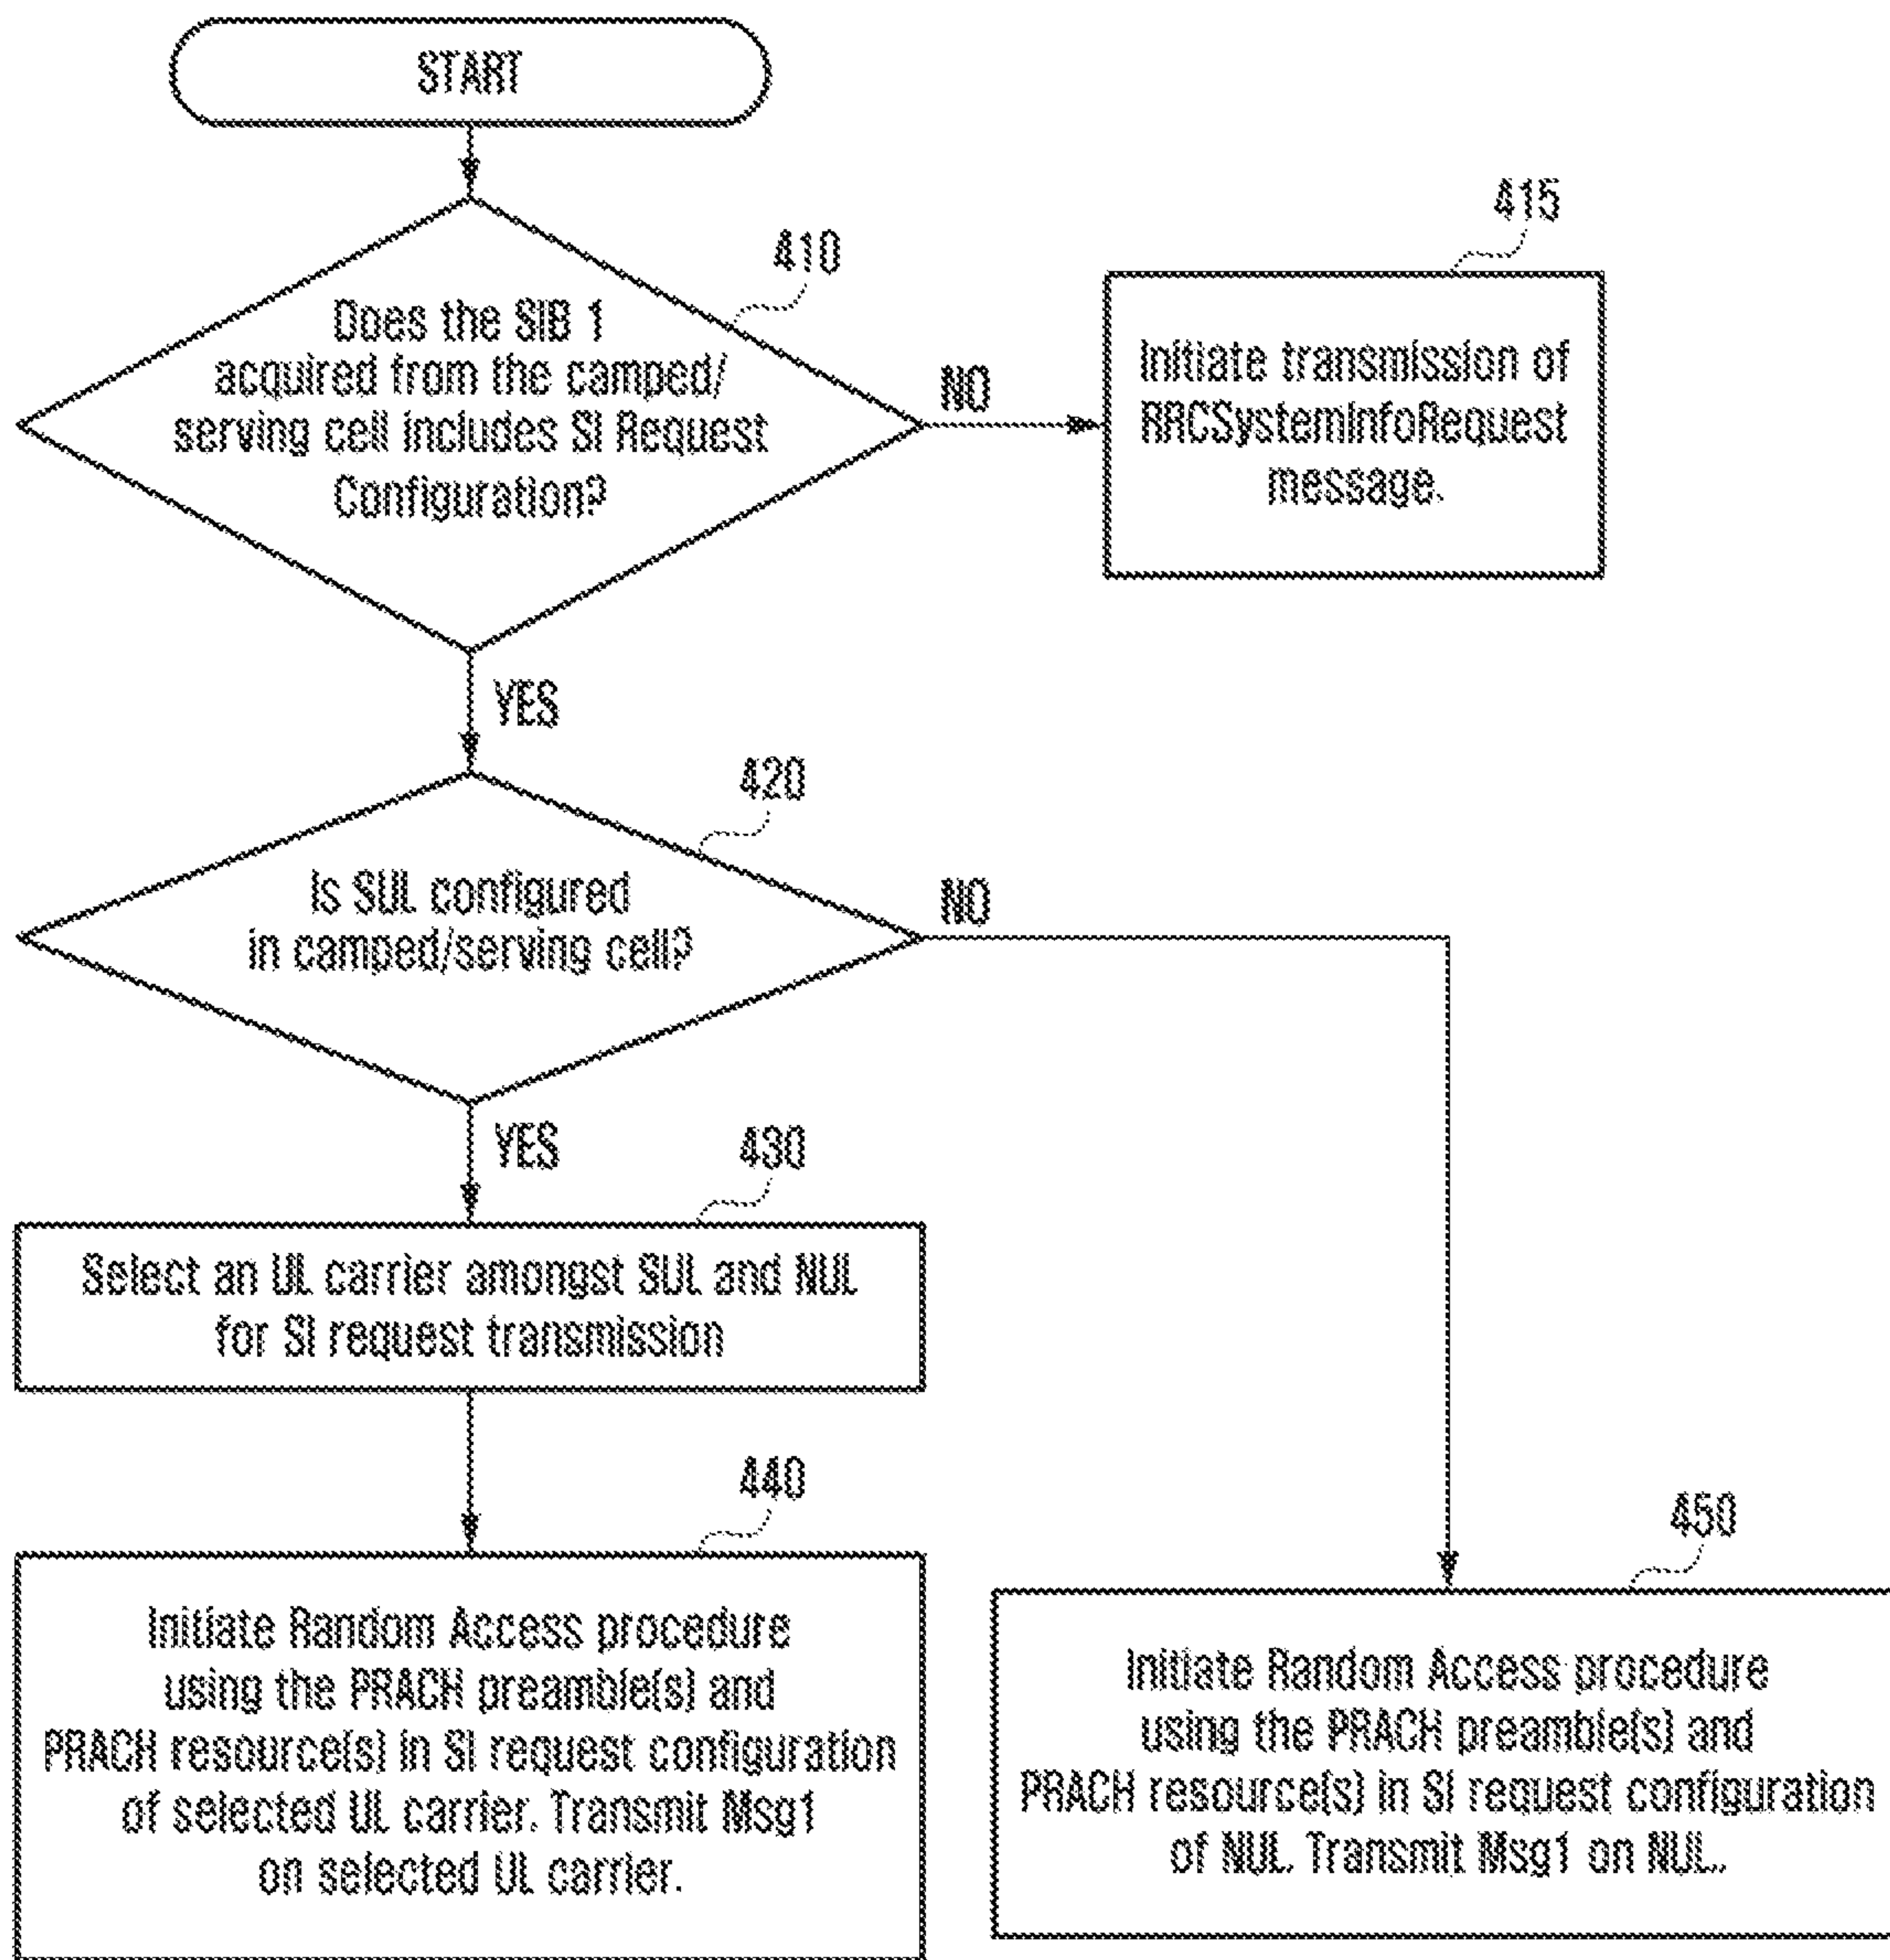 START
410
Does the SIB 1
acquired from the camped/
serving cell includes SI Request
Configuration?
NO
415
Initiate transmission of
RRCSystemInfoRequest
message.
YES
420
Is SUL configured
in camped/serving cell?
NO
YES
430
Select an UL carrier amongst SUL and NUL
for SI request transmission
440
Initiate Random Access procedure
using the PRACH preamble(s) and
PRACH resource(s) in SI request configuration
of selected UL carrier. Transmit Msg1
on selected UL carrier.
450
Initiate Random Access procedure
using the PRACH preamble(s) and
PRACH resource(s) in SI request configuration
of NUL. Transmit Msg1 on NUL.